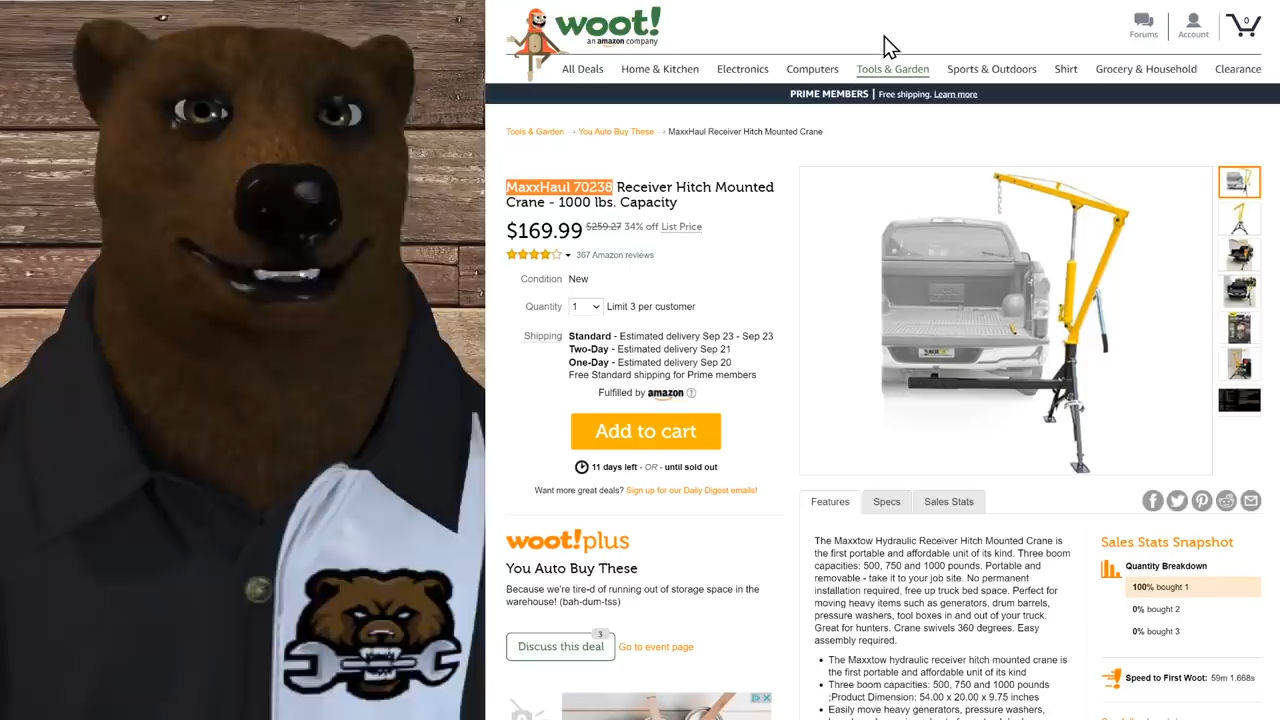 woot!
an amazon company
Forums
Account
0
All Deals
Home & Kitchen
Electronics
Computers
Tools & Garden
Sports & Outdoors
Shirt
Grocery & Household
Clearance
PRIME MEMBERS | Free shipping. Learn more
Tools & Garden → You Auto Buy These → MaxxHaul Receiver Hitch Mounted Crane
MaxxHaul 70238 Receiver Hitch Mounted
Crane - 1000 lbs. Capacity
$169.99 $259.27 34% off List Price
367 Amazon reviews
Condition New
Quantity 1 Limit 3 per customer
Shipping Standard - Estimated delivery Sep 23 - Sep 23
Two-Day - Estimated delivery Sep 21
One-Day - Estimated delivery Sep 20
Free Standard shipping for Prime members
Fulfilled by amazon ?
Add to cart
11 days left - OR - until sold out
Want more great deals? Sign up for our Daily Digest emails!
woot!plus
You Auto Buy These
Because we're tire-d of running out of storage space in the
warehouse! (bah-dum-tss)
3
Discuss this deal
Go to event page
Features
Specs
Sales Stats
The Maxxtow Hydraulic Receiver Hitch Mounted Crane is
the first portable and affordable unit of its kind. Three boom
capacities: 500, 750 and 1000 pounds. Portable and
removable - take it to your job site. No permanent
installation required, free up truck bed space. Perfect for
moving heavy items such as generators, drum barrels,
pressure washers, tool boxes in and out of your truck.
Great for hunters. Crane swivels 360 degrees. Easy
assembly required.
• The Maxxtow hydraulic receiver hitch mounted crane is
the first portable and affordable unit of its kind
• Three boom capacities: 500, 750 and 1000 pounds
;Product Dimension: 54.00 x 20.00 x 9.75 inches
• Easily move heavy generators, pressure washers,
Sales Stats Snapshot
Quantity Breakdown
100% bought 1
0% bought 2
0% bought 3
Speed to First Woot: 59m 1.668s